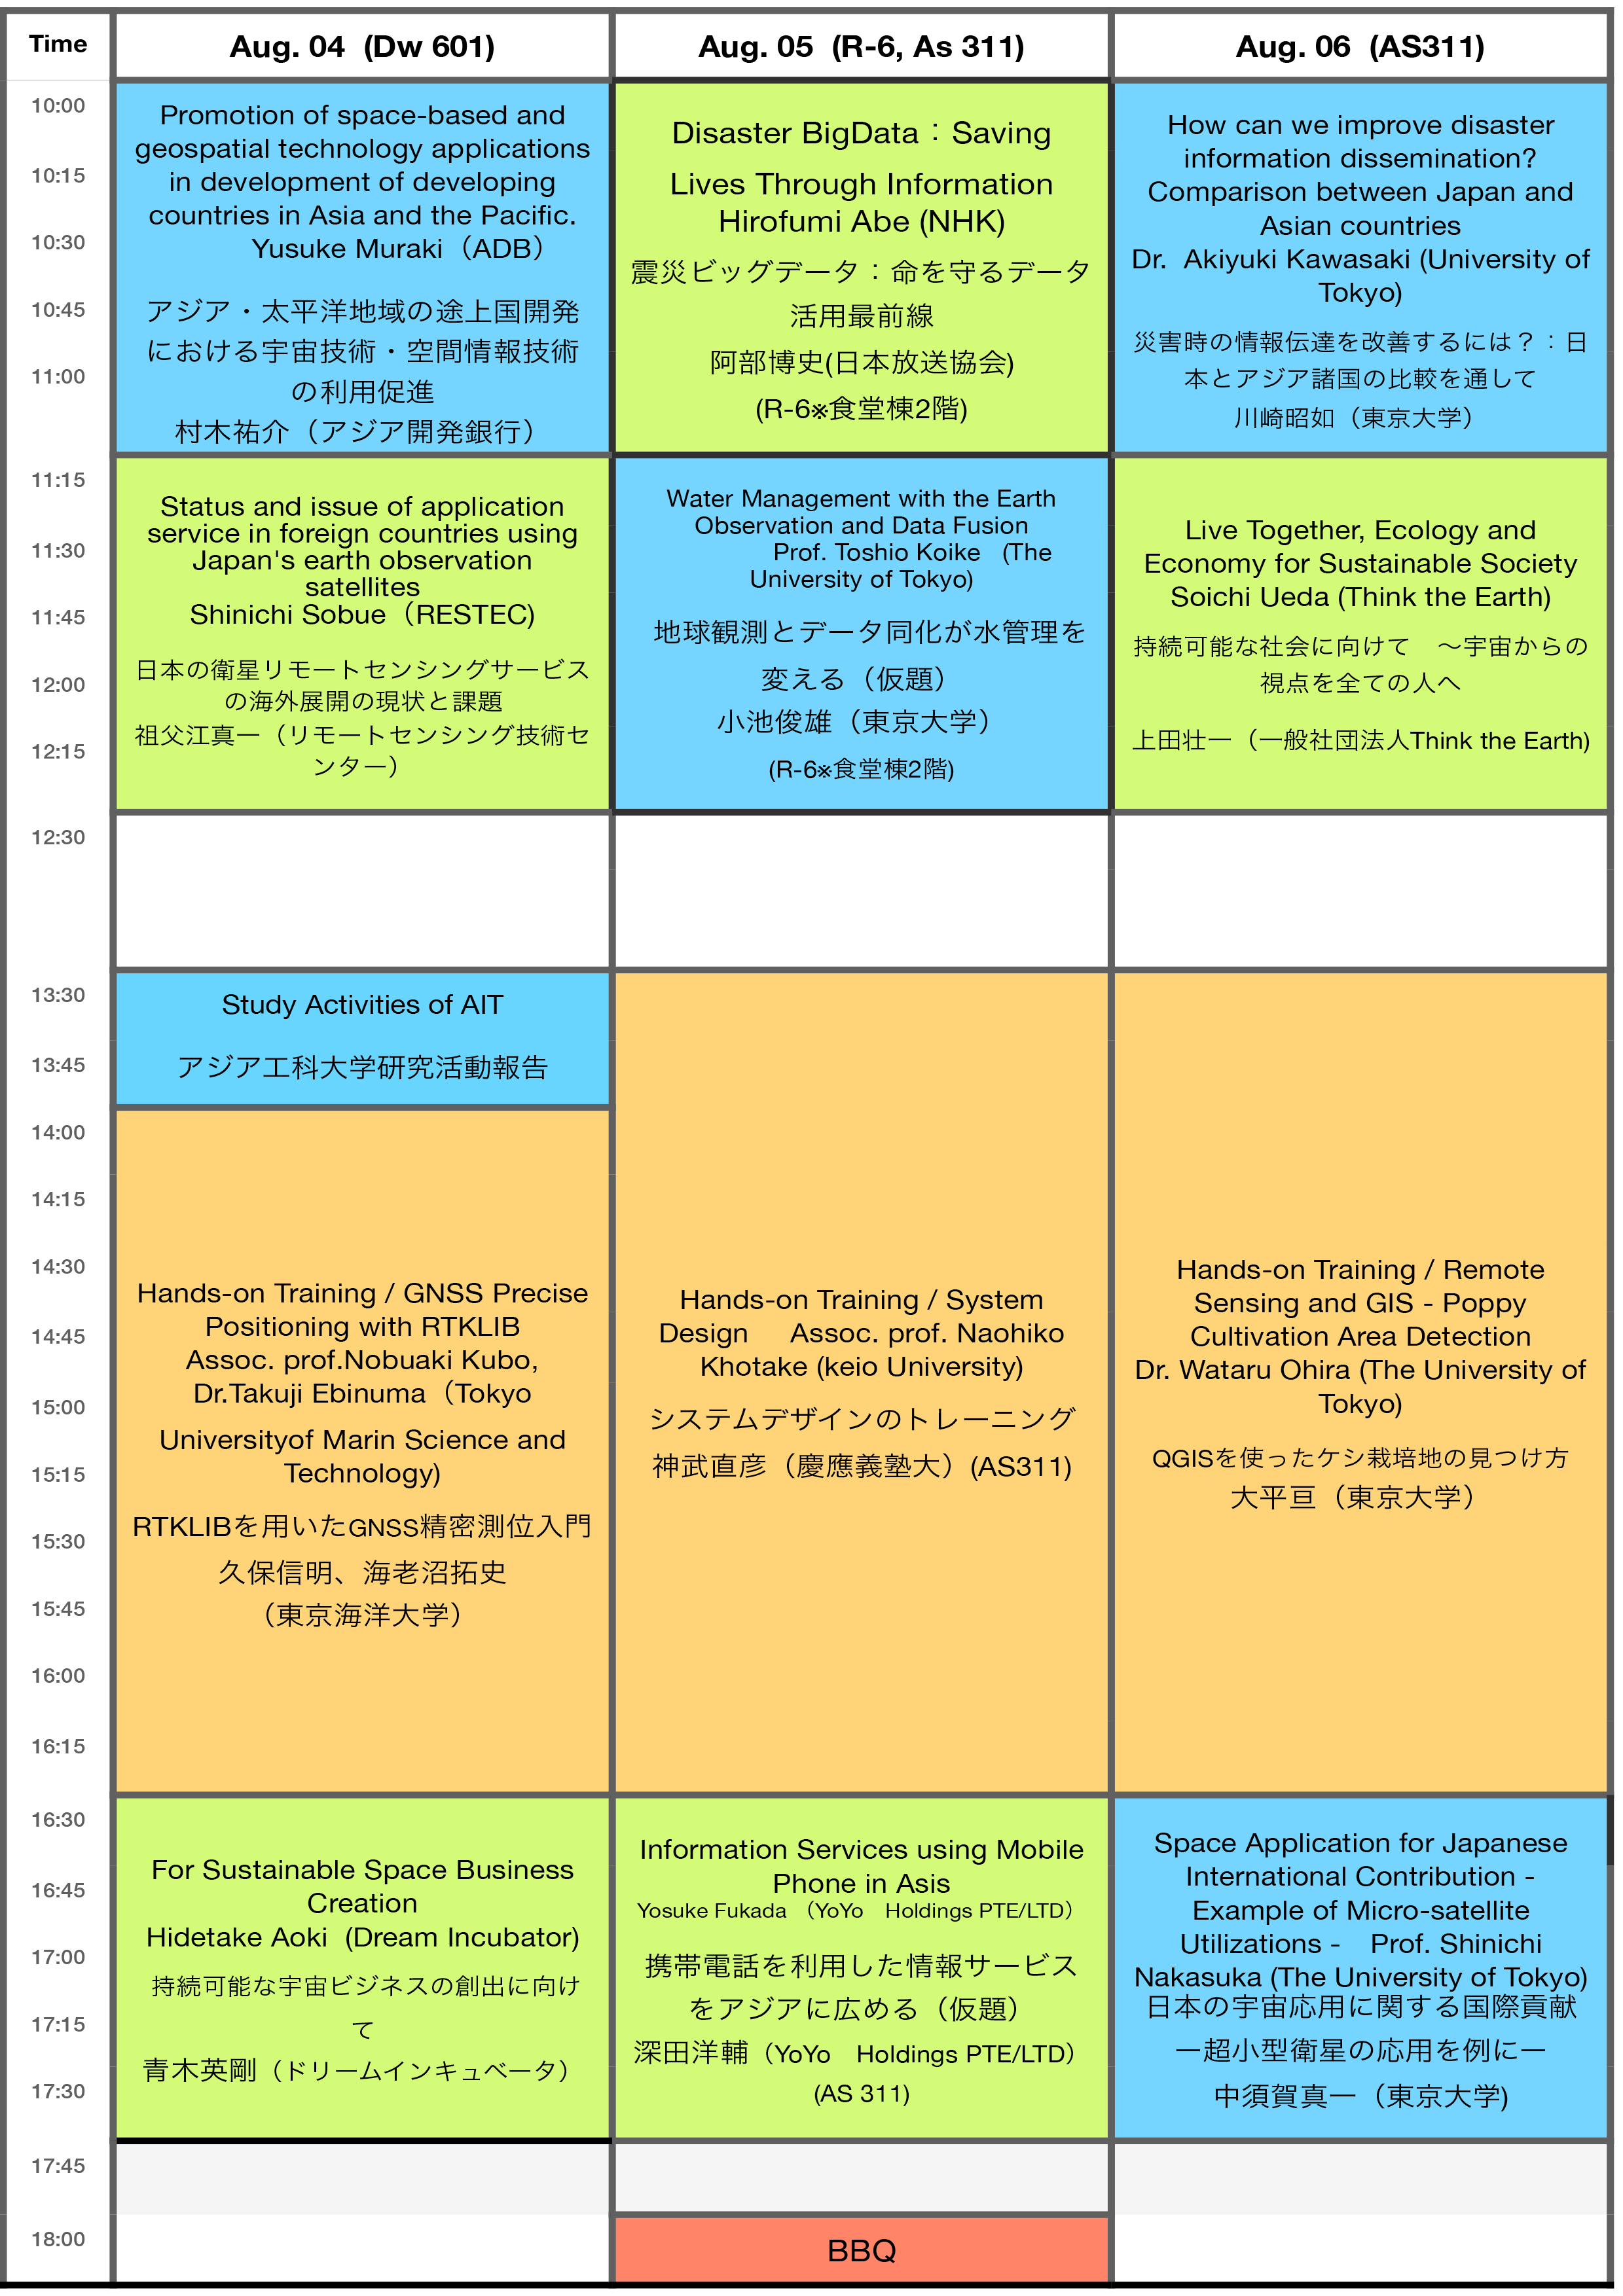 Time
Aug. 04  (Dw 601)
Aug. 05  (R-6, As 311)
Aug. 06  (AS311)
10:00
10:15
10:30
10:45
11:00
Promotion of space-based and
geospatial technology applications
in development of developing
countries in Asia and the Pacific.
Yusuke Muraki（ADB）
アジア・太平洋地域の途上国開発
における宇宙技術・空間情報技術
の利用促進
村木祐介（アジア開発銀行）
Disaster BigData：Saving
Lives Through Information
Hirofumi Abe (NHK)
震災ビッグデータ：命を守るデータ
活用最前線
阿部博史(日本放送協会)
(R-6※食堂棟2階)
How can we improve disaster
information dissemination?
Comparison between Japan and
Asian countries
Dr.  Akiyuki Kawasaki (University of
Tokyo)
災害時の情報伝達を改善するには？：日
本とアジア諸国の比較を通して
川崎昭如（東京大学）
11:15
11:30
11:45
12:00
12:15
Status and issue of application
service in foreign countries using
Japan's earth observation
satellites
Shinichi Sobue（RESTEC)
日本の衛星リモートセンシングサービス
の海外展開の現状と課題
祖父江真一（リモートセンシング技術セ
ンター）
Water Management with the Earth
Observation and Data Fusion
Prof. Toshio Koike   (The
University of Tokyo)
地球観測とデータ同化が水管理を
変える（仮題）
小池俊雄（東京大学）
(R-6※食堂棟2階)
Live Together, Ecology and
Economy for Sustainable Society
Soichi Ueda (Think the Earth)
持続可能な社会に向けて　〜宇宙からの
視点を全ての人へ
上田壮一（一般社団法人Think the Earth)
12:30
13:30
13:45
Study Activities of AIT
アジア工科大学研究活動報告
14:00
14:15
14:30
14:45
15:00
15:15
15:30
15:45
16:00
16:15
Hands-on Training / GNSS Precise
Positioning with RTKLIB
Assoc. prof.Nobuaki Kubo,
Dr.Takuji Ebinuma（Tokyo
Universityof Marin Science and
Technology)
RTKLIBを用いたGNSS精密測位入門
久保信明、海老沼拓史
（東京海洋大学）
Hands-on Training / System
Design     Assoc. prof. Naohiko
Khotake (keio University)
システムデザインのトレーニング
神武直彦（慶應義塾大）(AS311)
Hands-on Training / Remote
Sensing and GIS - Poppy
Cultivation Area Detection
Dr. Wataru Ohira (The University of
Tokyo)
QGISを使ったケシ栽培地の見つけ方
大平亘（東京大学）
16:30
16:45
17:00
17:15
17:30
For Sustainable Space Business
Creation
Hidetake Aoki  (Dream Incubator)
持続可能な宇宙ビジネスの創出に向け
て
青木英剛（ドリームインキュベータ）
Information Services using Mobile
Phone in Asis
Yosuke Fukada （YoYo　Holdings PTE/LTD）
携帯電話を利用した情報サービス
をアジアに広める（仮題）
深田洋輔（YoYo　Holdings PTE/LTD）
(AS 311)
Space Application for Japanese
International Contribution -
Example of Micro-satellite
Utilizations -    Prof. Shinichi
Nakasuka (The University of Tokyo)
日本の宇宙応用に関する国際貢献
ー超小型衛星の応用を例にー
中須賀真一（東京大学)
17:45
18:00
BBQ